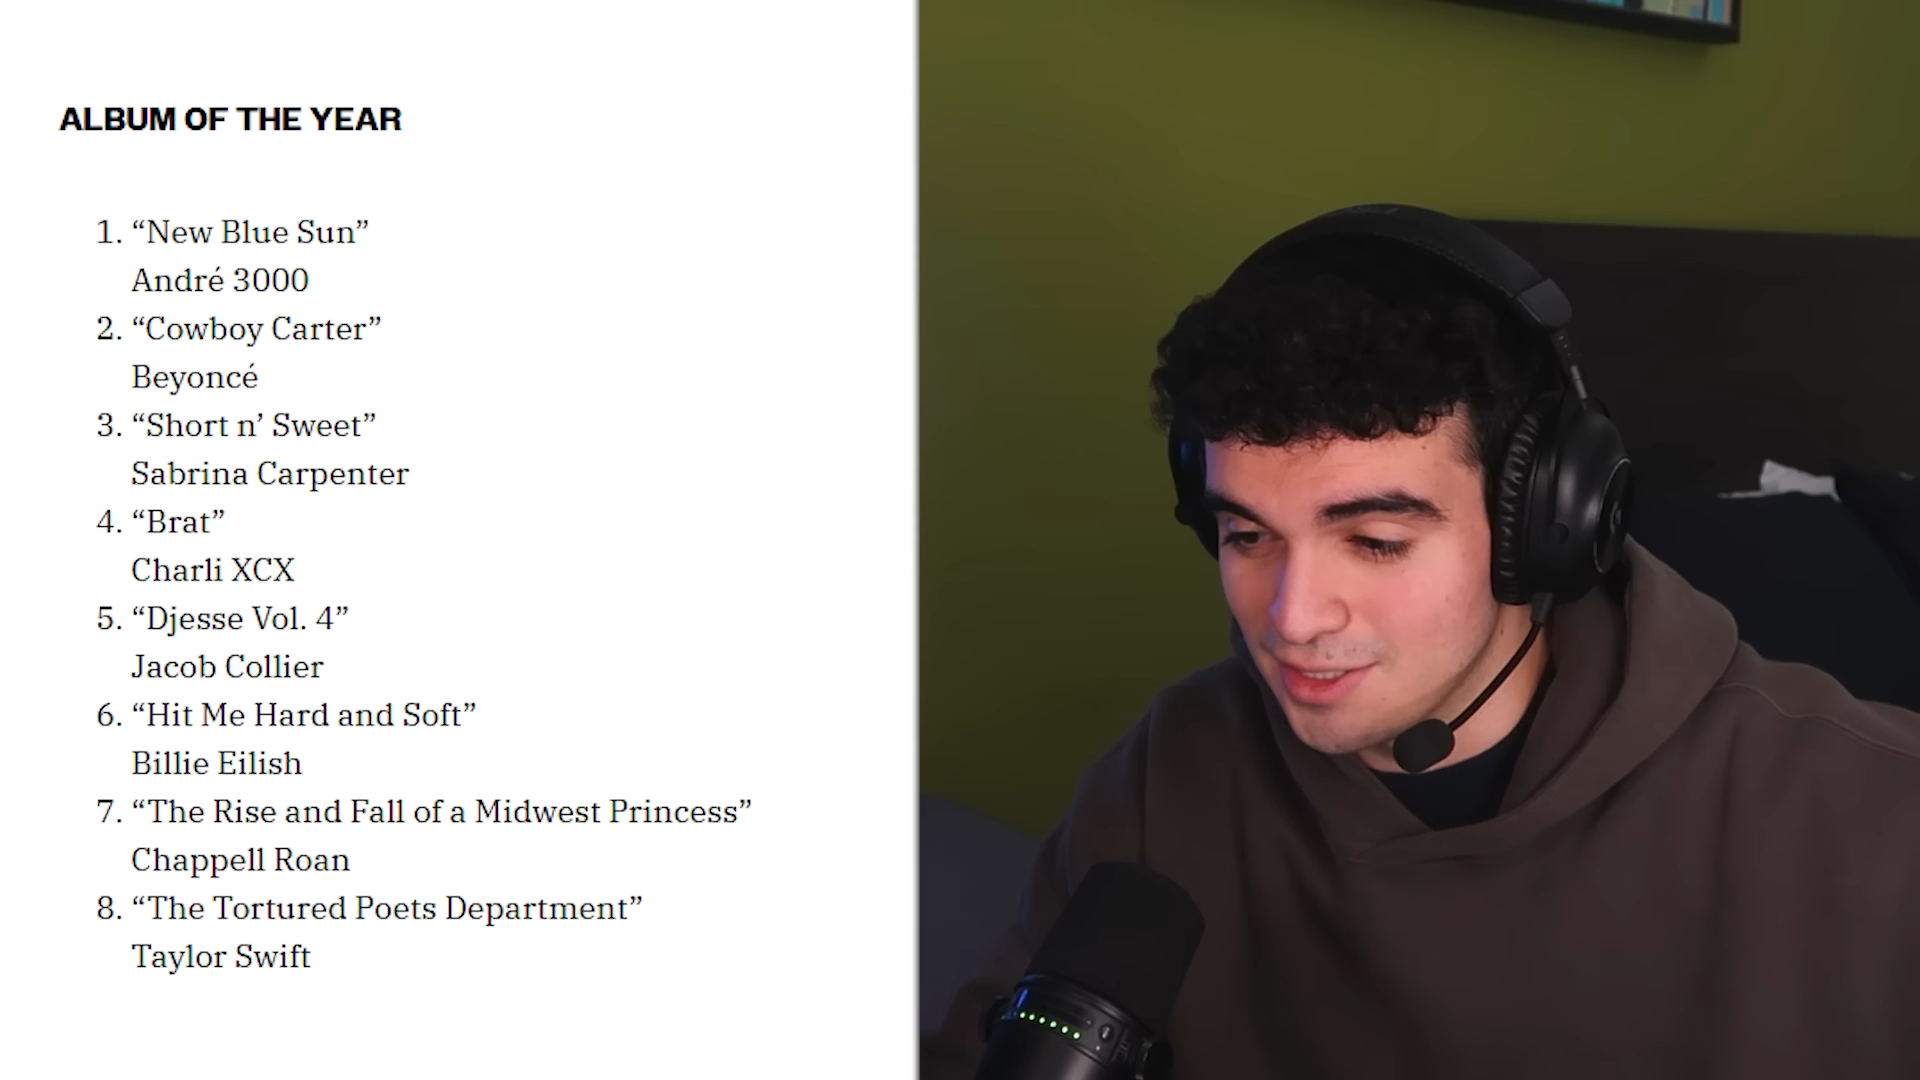 ALBUM OF THE YEAR
1. “New Blue Sun”
André 3000
2. “Cowboy Carter”
Beyoncé
3. “Short n’ Sweet”
Sabrina Carpenter
4. “Brat”
Charli XCX
5. “Djesse Vol. 4”
Jacob Collier
6. “Hit Me Hard and Soft”
Billie Eilish
7. “The Rise and Fall of a Midwest Princess”
Chappell Roan
8. “The Tortured Poets Department”
Taylor Swift